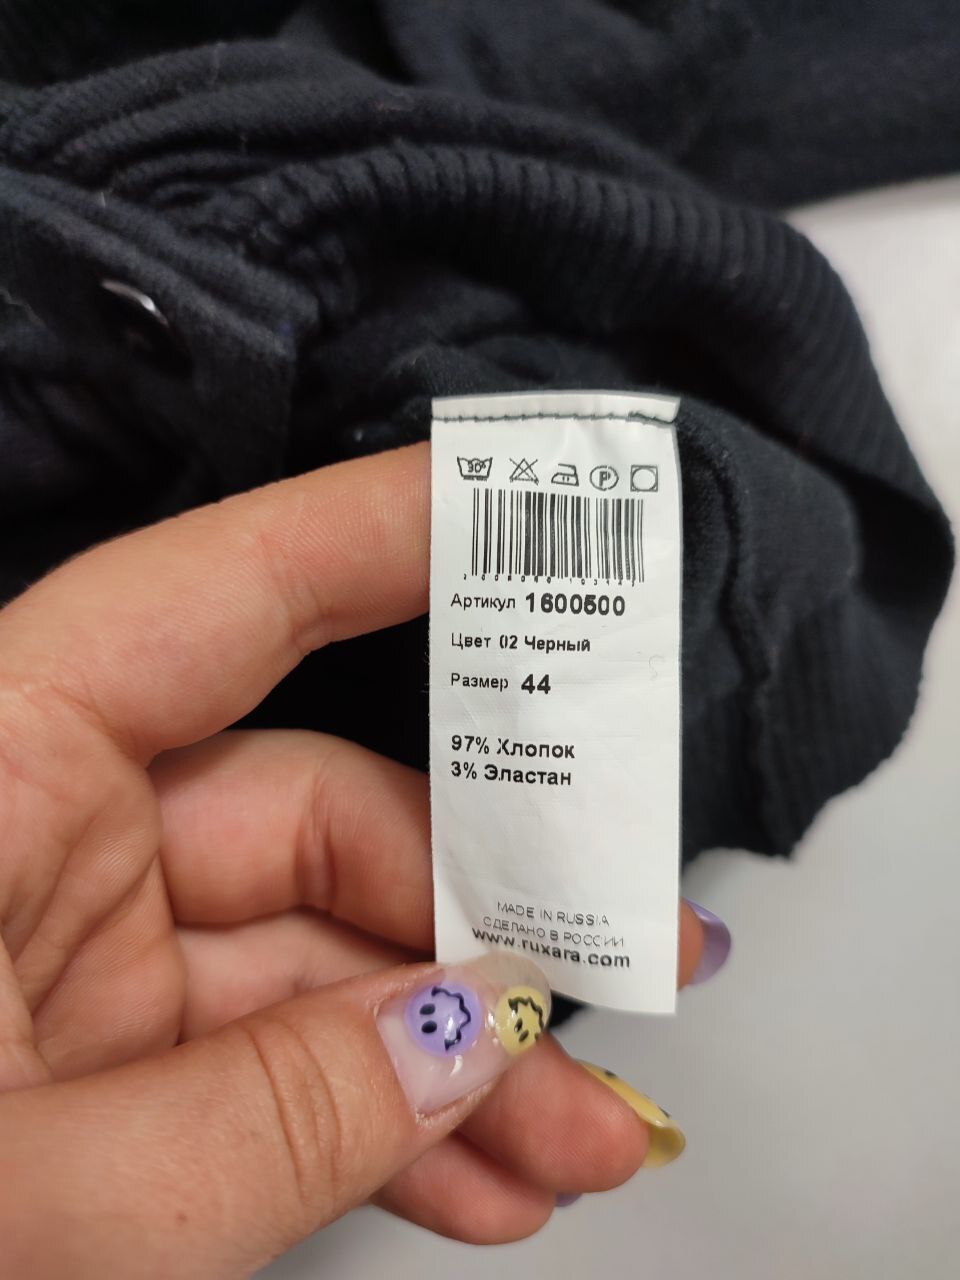 30°
P
Артикул 1600500
Цвет 02 Черный
Размер 44
97% Хлопок
3% Эластан
MADE IN RUSSIA
СДЕЛАНО В РОССИИ
www.ruxara.com